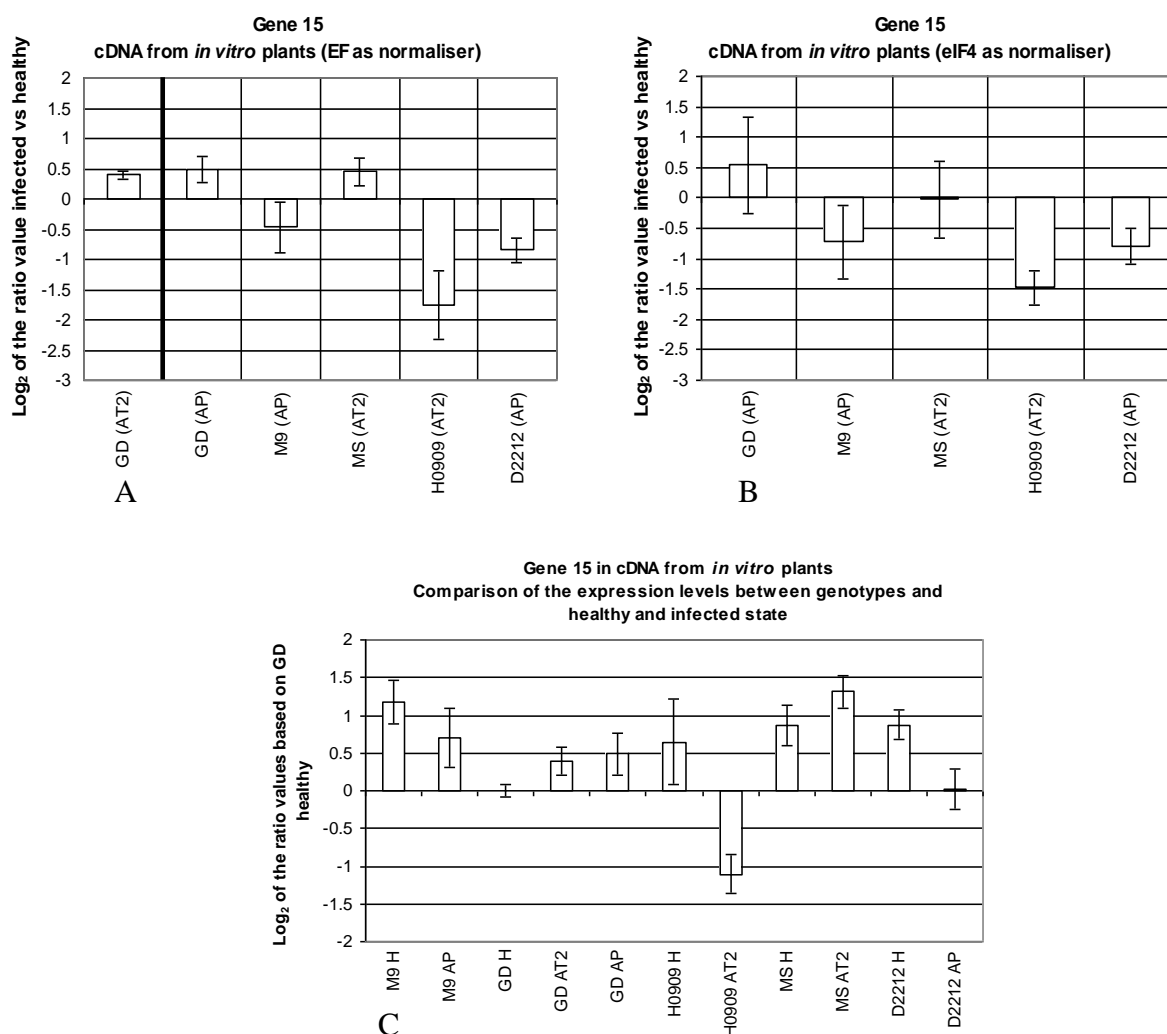 Gene 15
cDNA from in vitro plants (EF as normaliser)
Log2 of the ratio value infected vs healthy
2
1.5
1
0.5
0
-0.5
-1
-1.5
-2
-2.5
-3
GD (AT2)
GD (AP)
M9 (AP)
MS (AT2)
H0909 (AT2)
D2212 (AP)
A
Gene 15
cDNA from in vitro plants (eIF4 as normaliser)
Log2 of the ratio value infected vs healthy
2
1.5
1
0.5
0
-0.5
-1
-1.5
-2
-2.5
-3
GD (AP)
M9 (AP)
MS (AT2)
H0909 (AT2)
D2212 (AP)
B
Gene 15 in cDNA from in vitro plants
Comparison of the expression levels between genotypes and
healthy and infected state
Log2 of the ratio values based on GD
healthy
2
1.5
1
0.5
0
-0.5
-1
-1.5
-2
M9 H
M9 AP
GD H
GD AT2
GD AP
H0909 H
H0909 AT2
MS H
MS AT2
D2212 H
D2212 AP
C